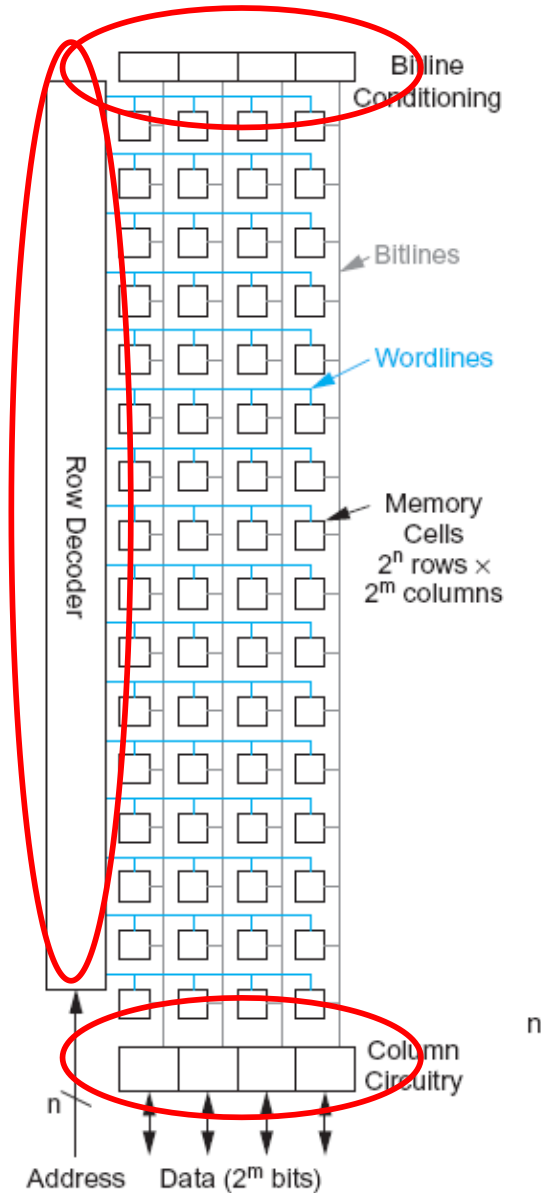 Bitline
Conditioning
Bitlines
Wordlines
Row Decoder
Memory
Cells
2ⁿ rows ×
2ᵐ columns
n
Column
Circuitry
n
Address
Data (2ᵐ bits)